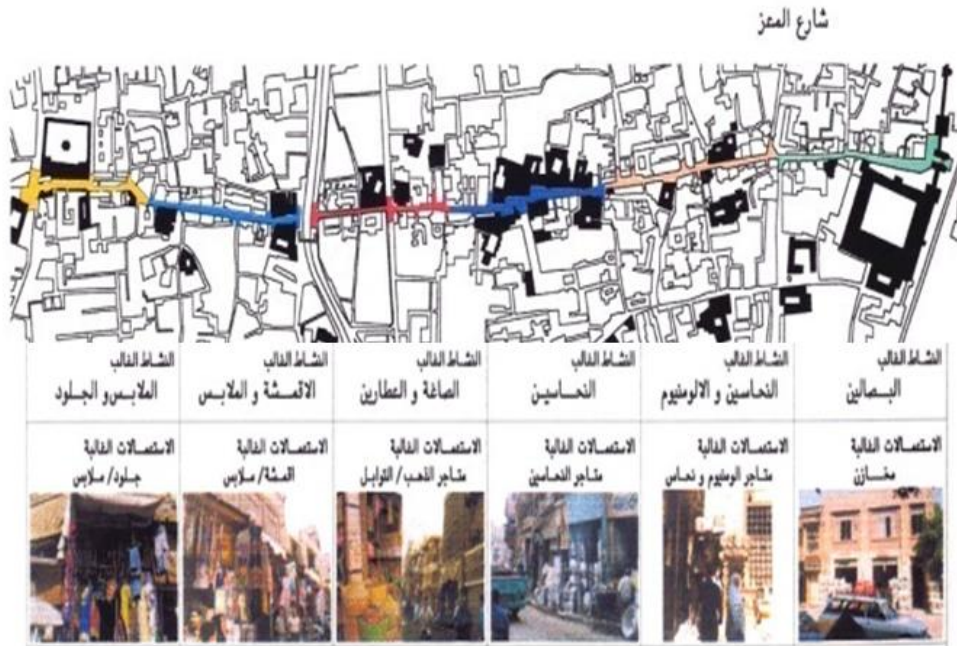 شارع المعز
النشاط الغالب
البصالين
الاستعمالات الغالبة
مخازن
النشاط الغالب
النحاسين و الالومنيوم
الاستعمالات الغالبة
متاجر الومنيوم و نحاس
النشاط الغالب
النحاسين
الاستعمالات الغالبة
متاجر النحاسين
النشاط الغالب
الصاغة و العطارين
الاستعمالات الغالبة
متاجر الذهب/ التوابل
النشاط الغالب
الاقمشة و الملابس
الاستعمالات الغالبة
اقمشة/ ملابس
النشاط الغالب
الملابس و الجلود
الاستعمالات الغالبة
جلود/ ملابس